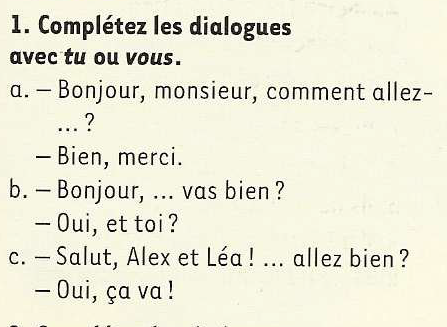 1. Complétez les dialogues
avec tu ou vous.
a. – Bonjour, monsieur, comment allez-
... ?
– Bien, merci.
b. – Bonjour, ... vas bien ?
– Oui, et toi ?
c. – Salut, Alex et Léa ! ... allez bien ?
– Oui, ça va !